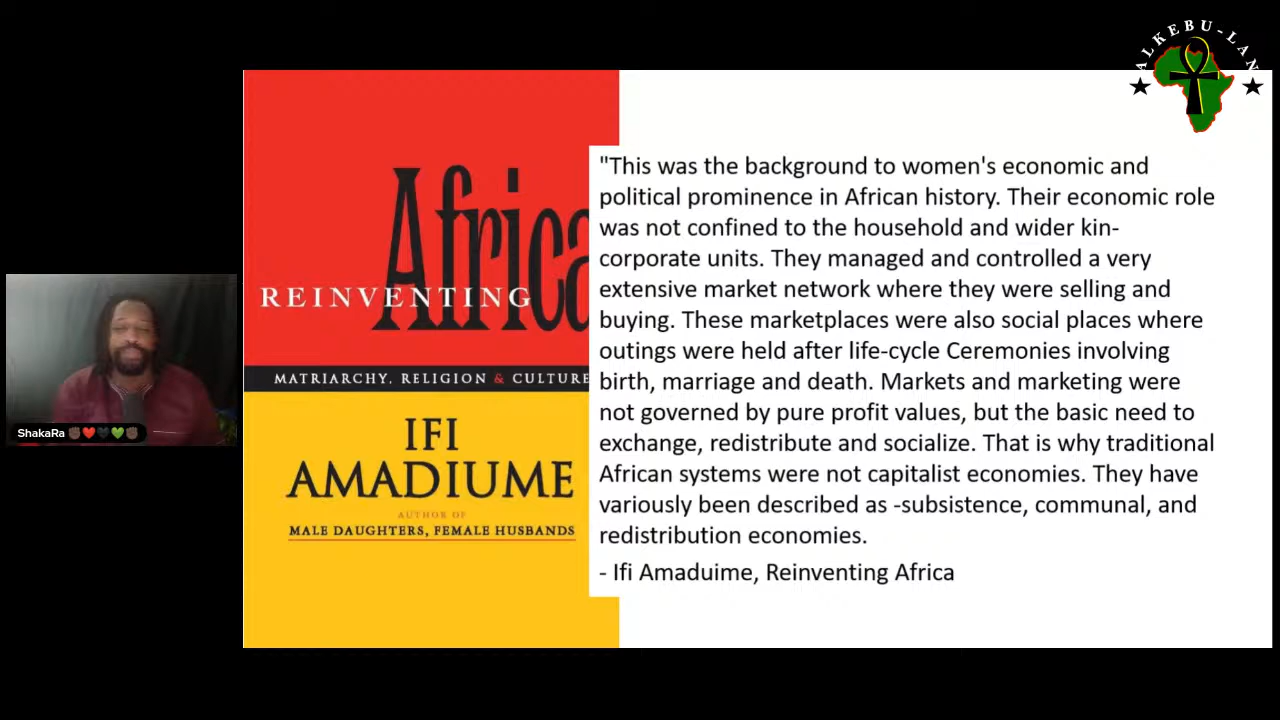 ALKEBU-LAN
REINVENTING
Africa
MATRIARCHY, RELIGION & CULTURE
IFI
AMADIUME
AUTHOR OF
MALE DAUGHTERS, FEMALE HUSBANDS
"This was the background to women's economic and
political prominence in African history. Their economic role
was not confined to the household and wider kin-
corporate units. They managed and controlled a very
extensive market network where they were selling and
buying. These marketplaces were also social places where
outings were held after life-cycle Ceremonies involving
birth, marriage and death. Markets and marketing were
not governed by pure profit values, but the basic need to
exchange, redistribute and socialize. That is why traditional
African systems were not capitalist economies. They have
variously been described as -subsistence, communal, and
redistribution economies.
- Ifi Amaduime, Reinventing Africa
ShakaRa ✊🏿❤️🖤💚✊🏿